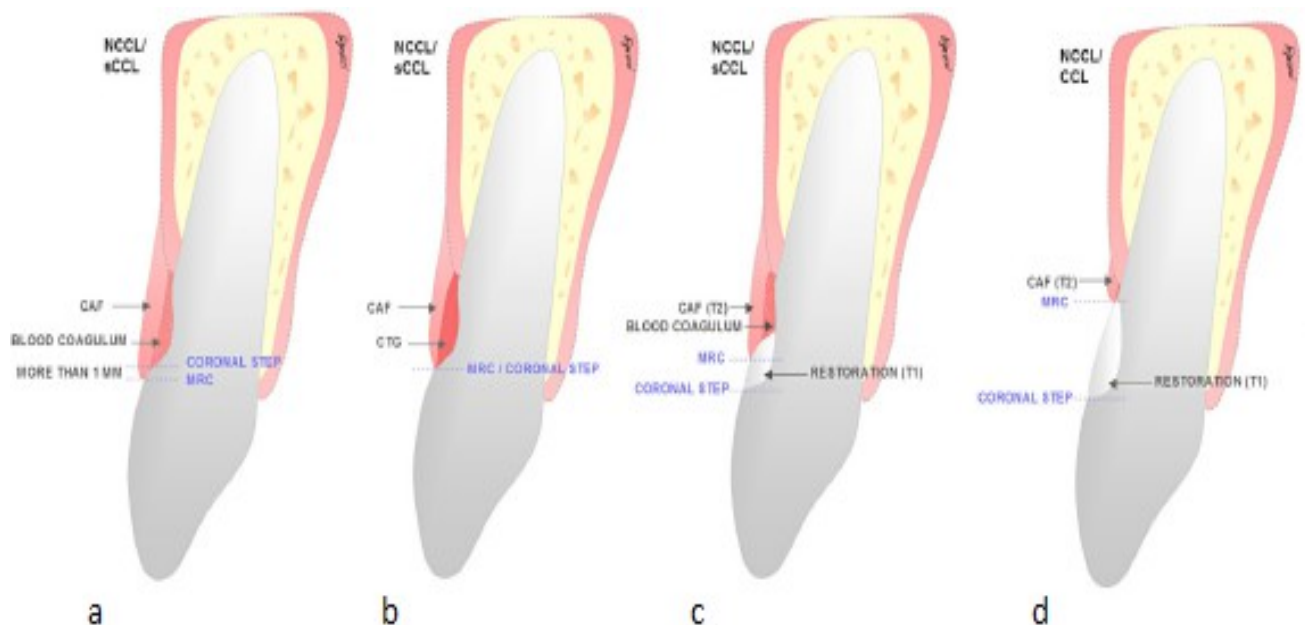 NCCL/
sCCL
CAF
BLOOD COAGULUM
MORE THAN 1 MM
CORONAL STEP
MRC
a
NCCL/
sCCL
CAF
CTG
MRC / CORONAL STEP
b
NCCL/
sCCL
CAF (T2)
BLOOD COAGULUM
MRC
RESTORATION (T1)
CORONAL STEP
c
NCCL/
CCL
CAF (T2)
MRC
RESTORATION (T1)
CORONAL STEP
d